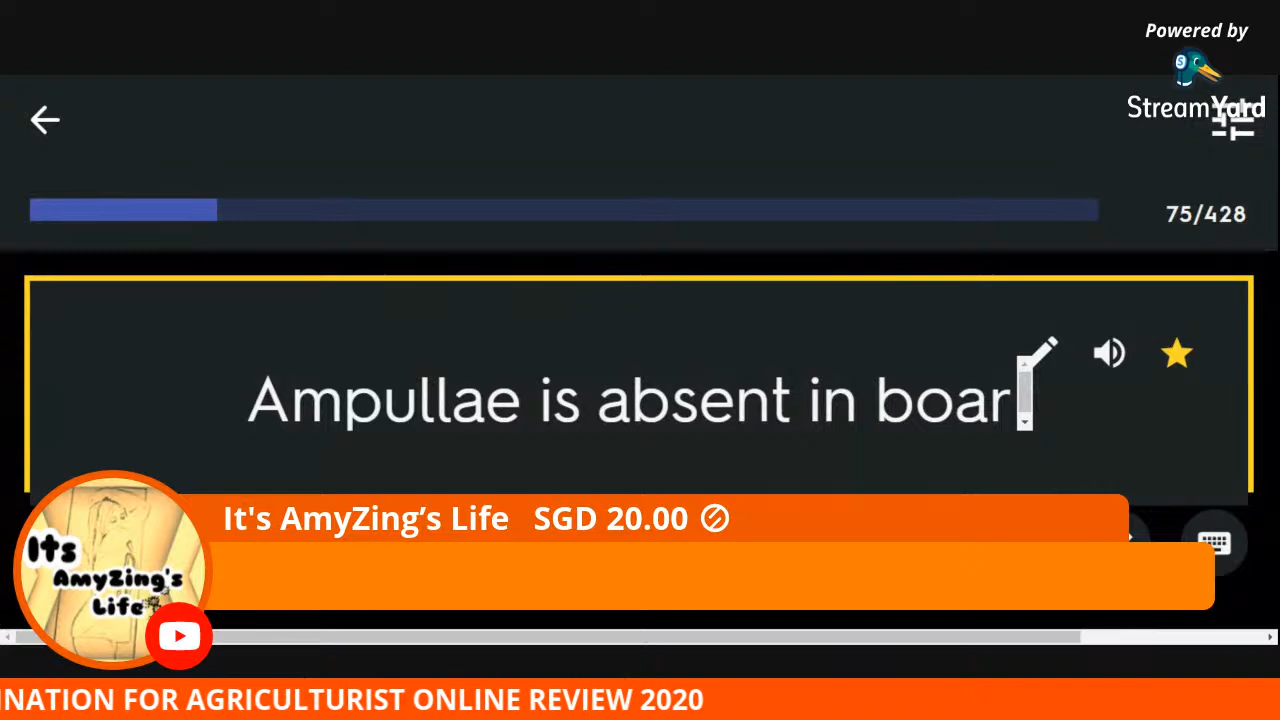 Powered by
StreamYard
75/428
Ampullae is absent in boar
It's AmyZing’s Life SGD 20.00
Its
AmyZing's
Life
INATION FOR AGRICULTURIST ONLINE REVIEW 2020